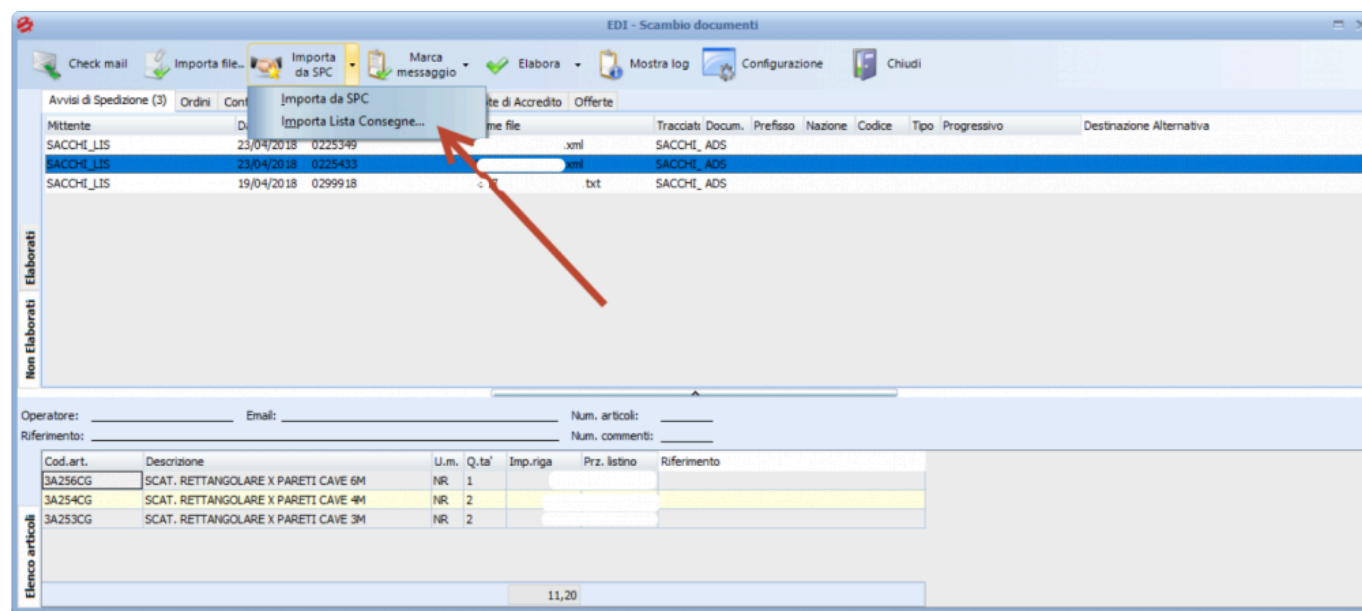 EDI - Scambio documenti
Check mail Importa file... Importa da SPC Marca messaggio Elabora Mostra log Configurazione Chiudi
Avvisi di Spedizione (3) Ordini Conf te di Accredito Offerte
Importa da SPC
Importa Lista Consegne...
Mittente D me file Tracciat Docum. Prefisso Nazione Codice Tipo Progressivo Destinazione Alternativa
SACCHI_LIS 23/04/2018 0225349 .xml SACCHI_ ADS
SACCHI_LIS 23/04/2018 0225433 xml SACCHI_ ADS
SACCHI_LIS 19/04/2018 0299918 .txt SACCHI_ ADS
Elaborati
Non Elaborati
Operatore: Email: Num. articoli:
Riferimento: Num. commenti:
Cod.art. Descrizione U.m. Q.ta' Imp.riga Prz. listino Riferimento
3A256CG SCAT. RETTANGOLARE X PARETI CAVE 6M NR 1
3A254CG SCAT. RETTANGOLARE X PARETI CAVE 4M NR 2
3A253CG SCAT. RETTANGOLARE X PARETI CAVE 3M NR 2
Elenco articoli
11,20